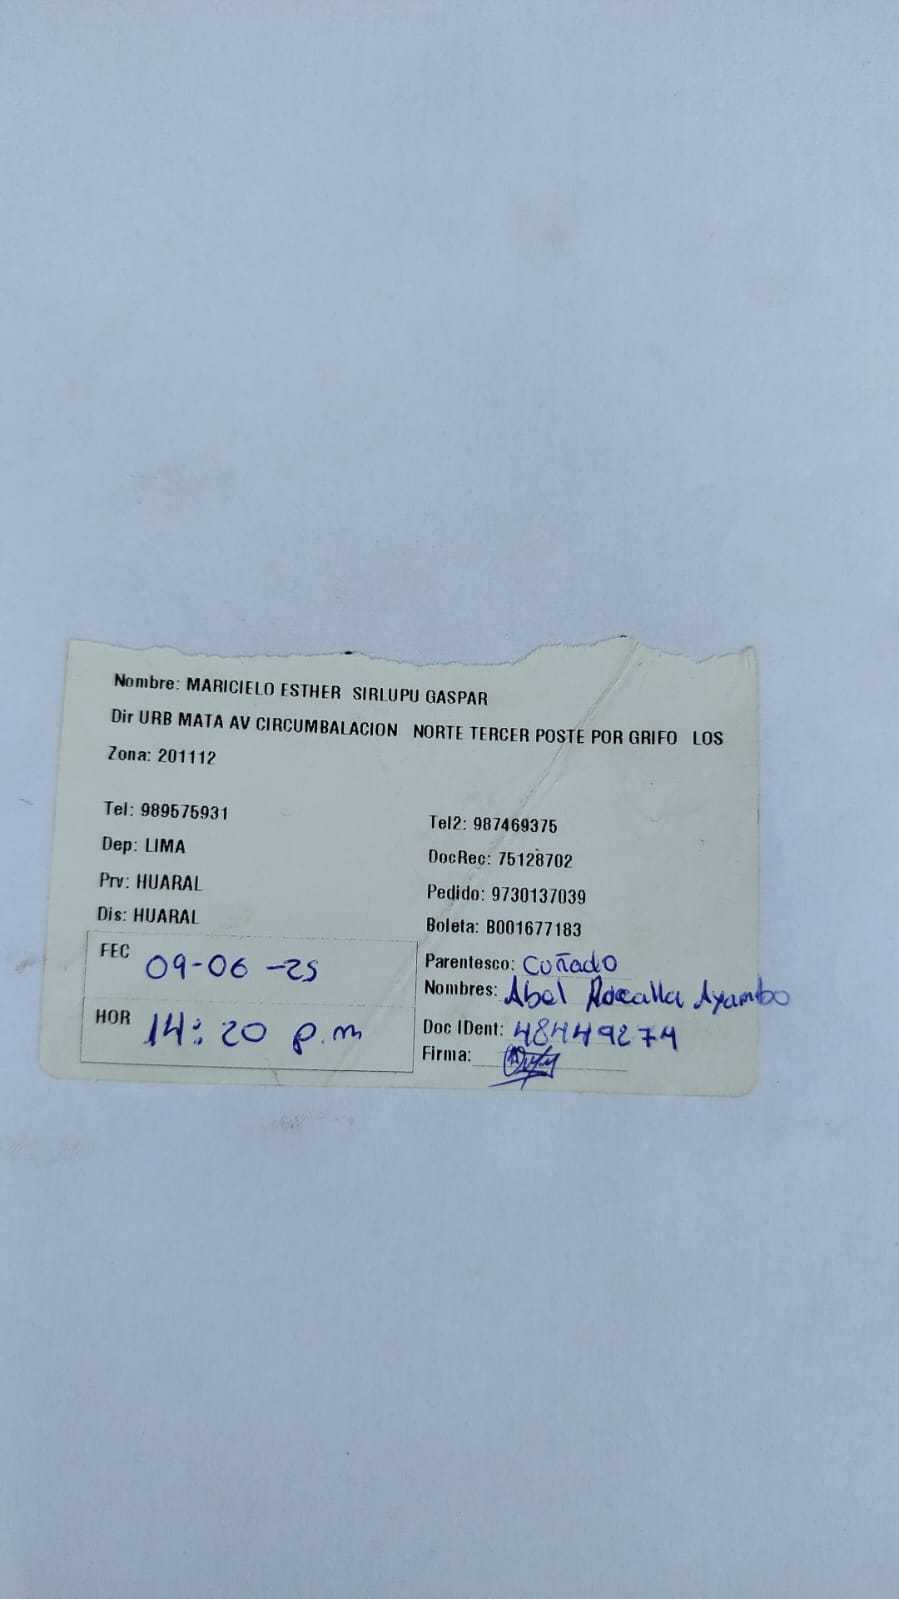 Nombre: MARICIELO ESTHER SIRLUPU GASPAR
Dir URB MATA AV CIRCUMBALACION NORTE TERCER POSTE POR GRIFO LOS
Zona: 201112
Tel: 989575931
Tel2: 987469375
Dep: LIMA
DocRec: 75128702
Prv: HUARAL
Pedido: 9730137039
Dis: HUARAL
Boleta: B001677183
FEC 09-06-25
Parentesco: Cuñado
Nombres: Abel Ayambo
HOR 14:20 p.m
Doc IDent: 48449274
Firma: